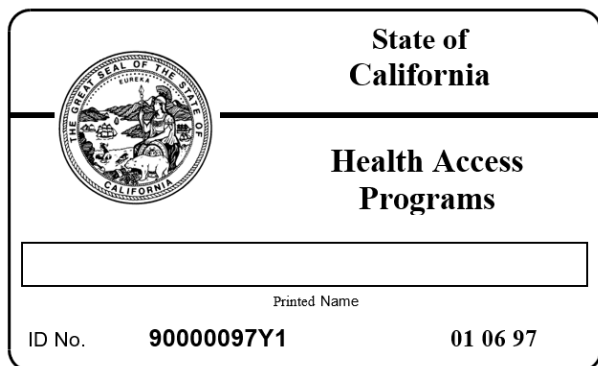 State of
California
THE GREAT SEAL OF THE STATE OF CALIFORNIA
EUREKA
Health Access
Programs
Printed Name
ID No. 90000097Y1 01 06 97